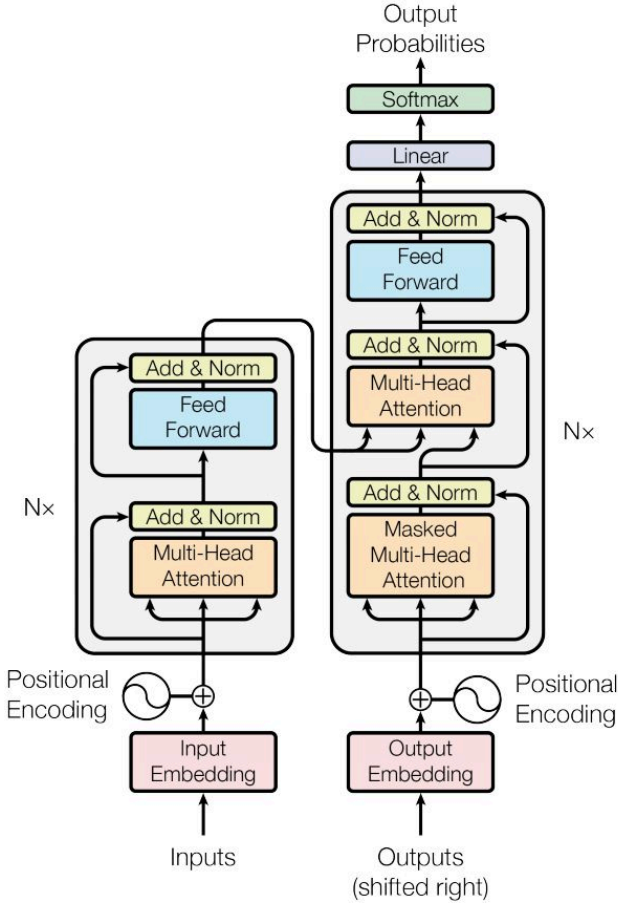 Output
Probabilities
Softmax
Linear
Add & Norm
Feed
Forward
Add & Norm
Multi-Head
Attention
Add & Norm
Masked
Multi-Head
Attention
N×
Add & Norm
Feed
Forward
Add & Norm
Multi-Head
Attention
N×
Positional
Encoding
Positional
Encoding
Input
Embedding
Output
Embedding
Inputs
Outputs
(shifted right)